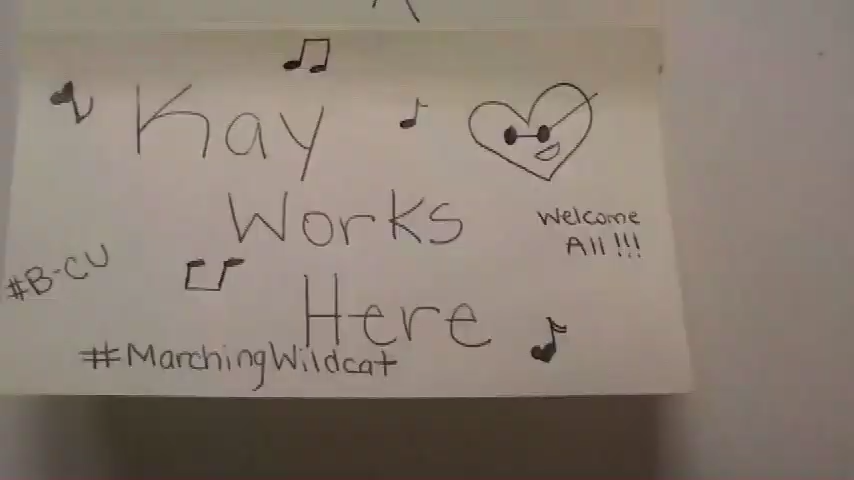 Kay
Works
Welcome
All!!!
#B-CU
Here
#MarchingWildcat